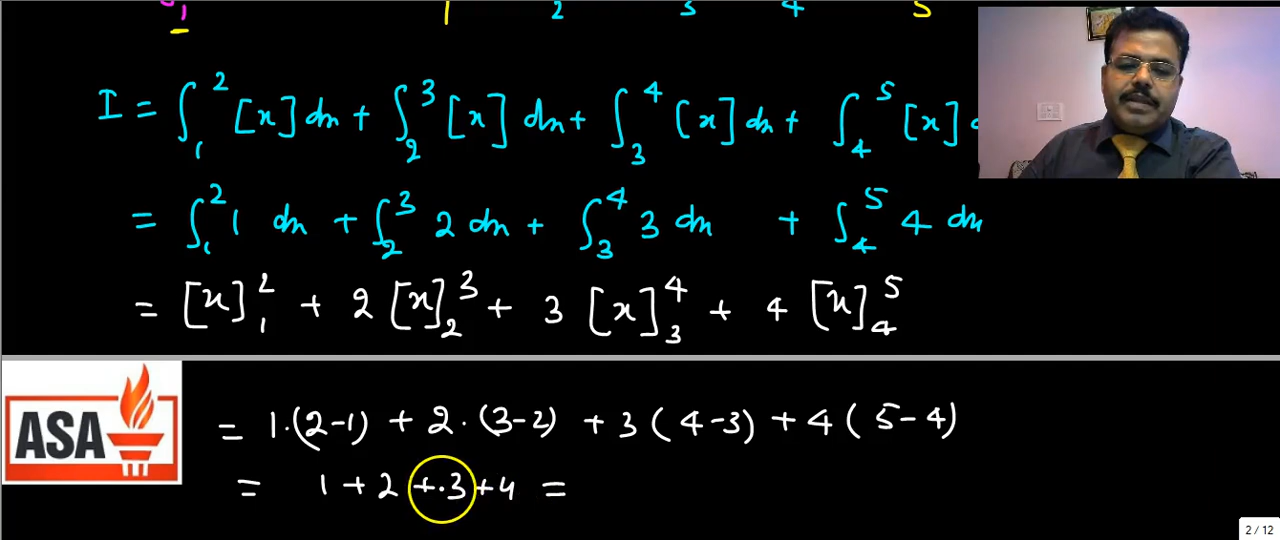 1 1 2 3 4 5
I = ∫₁² [x] dx + ∫₂³ [x] dx + ∫₃⁴ [x] dx + ∫₄⁵ [x]
= ∫₁² 1 dx + ∫₂³ 2 dx + ∫₃⁴ 3 dx + ∫₄⁵ 4 dx
= [x]₁² + 2 [x]₂³ + 3 [x]₃⁴ + 4 [x]₄⁵
ASA
= 1·(2-1) + 2·(3-2) + 3(4-3) + 4(5-4)
= 1 + 2 + 3 + 4 =
2 / 12